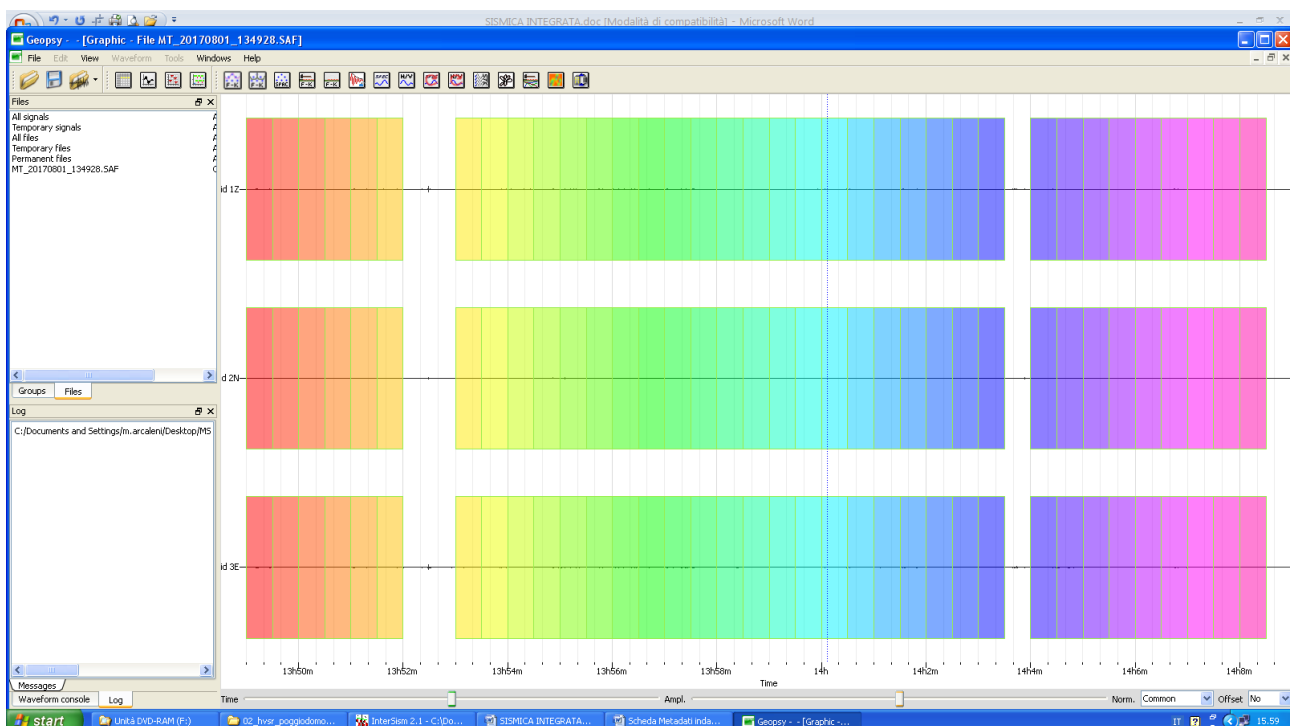 SISMICA INTEGRATA.doc [Modalità di compatibilità] - Microsoft Word
Geopsy - - [Graphic - File MT_20170801_134928.SAF]
File Edit View Waveform Tools Windows Help
Files
All signals
Temporary signals
All files
Temporary files
Permanent files
MT_20170801_134928.SAF
Groups Files
Log
C:/Documents and Settings/m.arcaleni/Desktop/MS
Messages
Waveform console Log
id 1Z
d 2N
id 3E
13h50m 13h52m 13h54m 13h56m 13h58m 14h 14h2m 14h4m 14h6m 14h8m
Time
Time Ampl. Norm. Common Offset No
start Unità DVD-RAM (F:) 02_hvsr_poggiodomo... InterSism 2.1 - C:\Do... SISMICA INTEGRATA... Scheda Metadati inda... Geopsy - - [Graphic -... IT 15.59